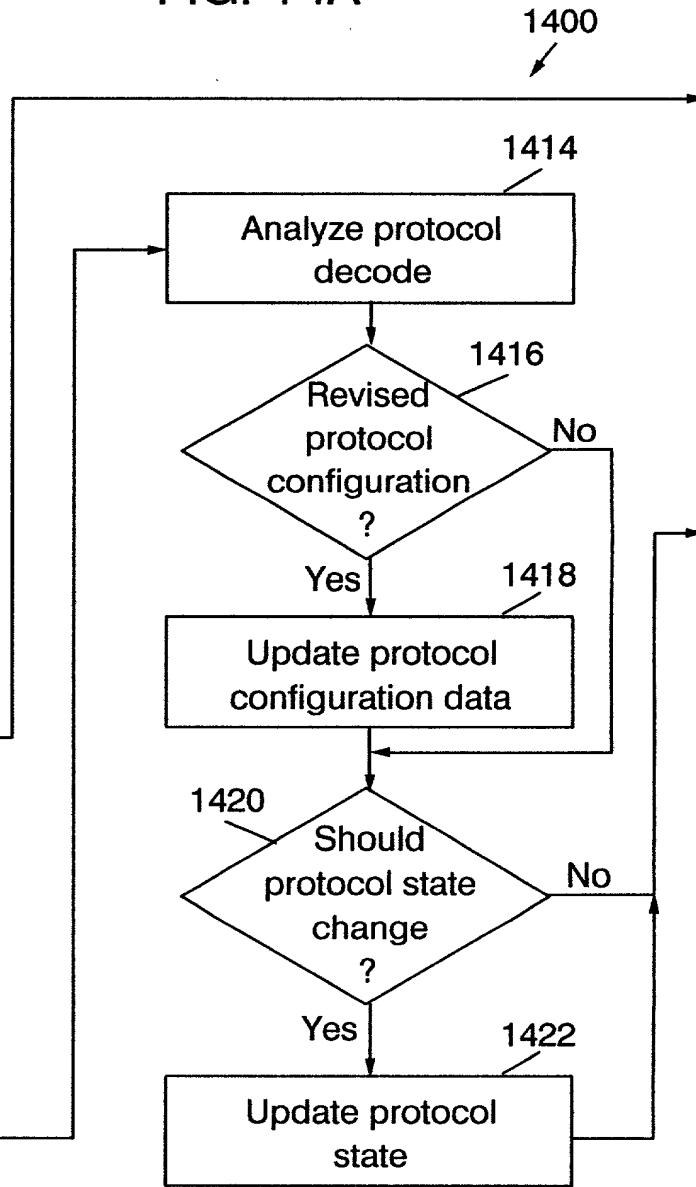 1400
1414
Analyze protocol
decode
1416
Revised
protocol
configuration
?
No
Yes
1418
Update protocol
configuration data
1420
Should
protocol state
change
?
No
Yes
1422
Update protocol
state